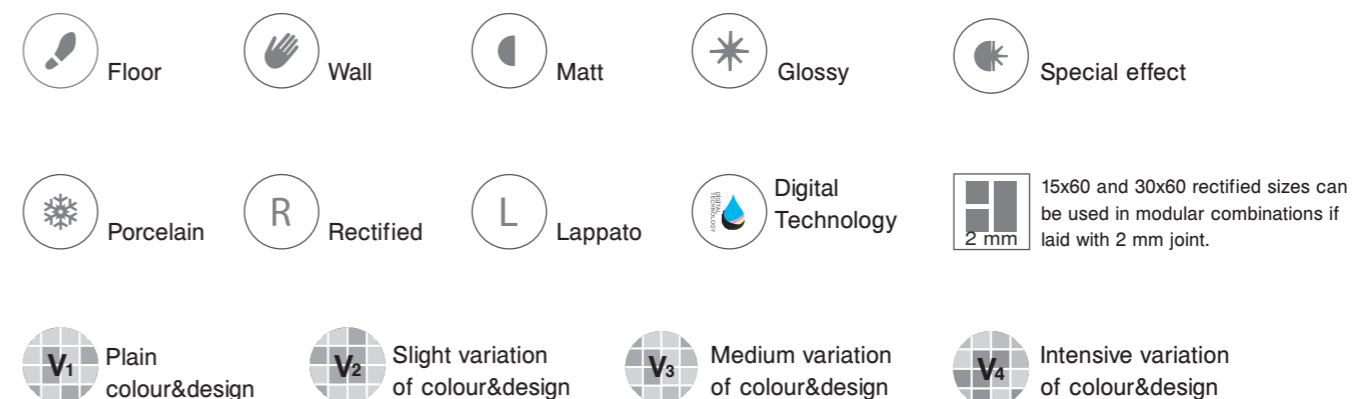 Floor
Wall
Matt
Glossy
Special effect
Porcelain
R
Rectified
L
Lappato
DIGITAL
TECHNOLOGY
Digital
Technology
2 mm
15x60 and 30x60 rectified sizes can
be used in modular combinations if
laid with 2 mm joint.
V1
Plain
colour&design
V2
Slight variation
of colour&design
V3
Medium variation
of colour&design
V4
Intensive variation
of colour&design